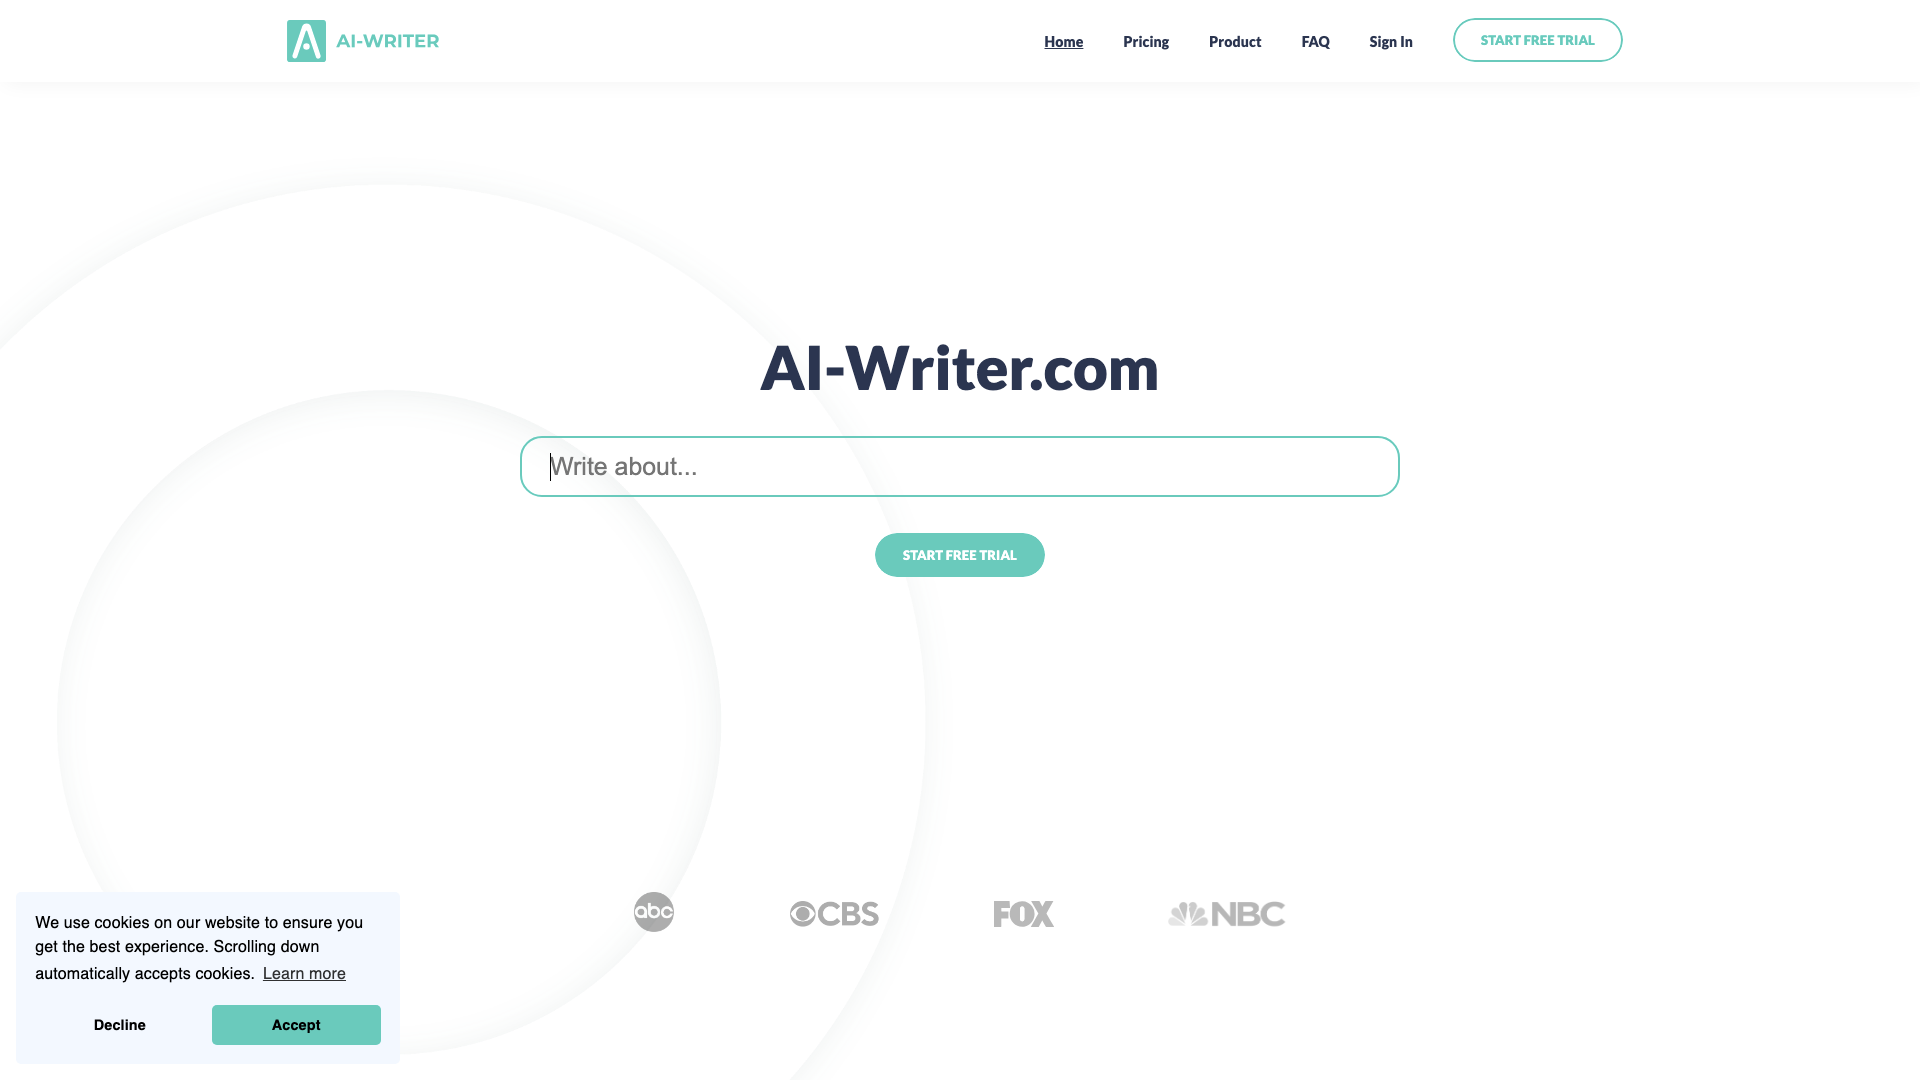 AI-WRITER
Home Pricing Product FAQ Sign In START FREE TRIAL
AI-Writer.com
Write about...
START FREE TRIAL
abc CBS FOX NBC
We use cookies on our website to ensure you
get the best experience. Scrolling down
automatically accepts cookies. Learn more
Decline Accept